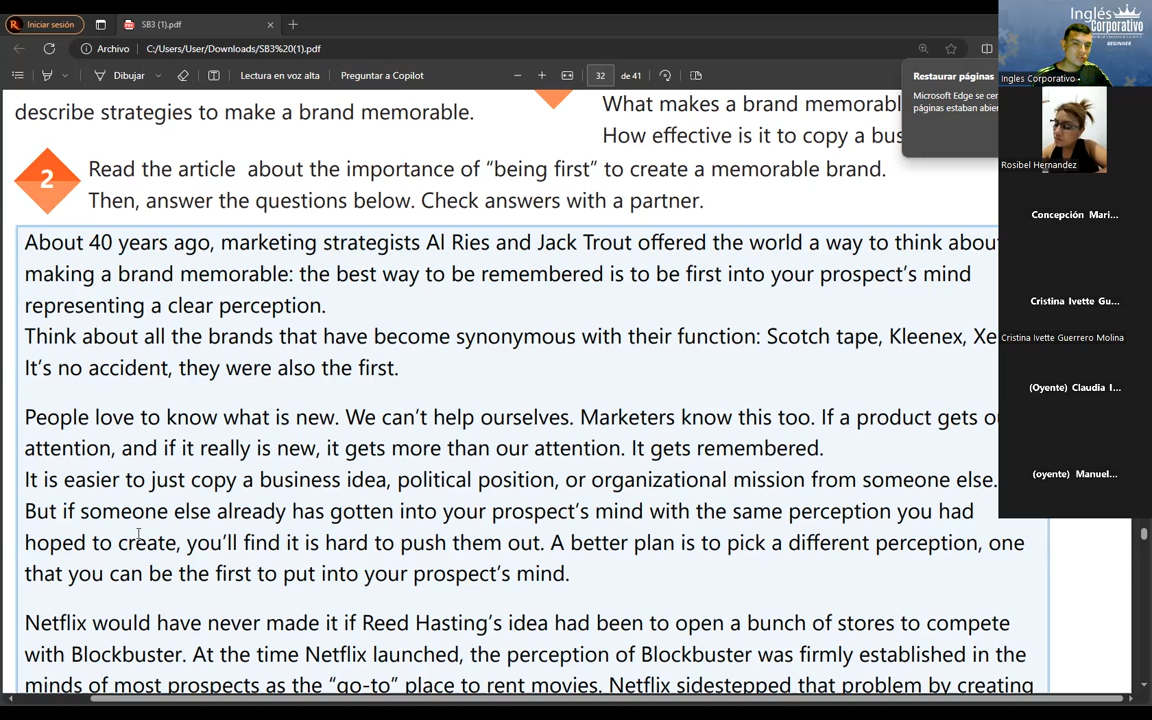 Iniciar sesión
SB3 (1).pdf
Archivo
C:/Users/User/Downloads/SB3%20(1).pdf
Dibujar
Lectura en voz alta
Preguntar a Copilot
32
de 41
Restaurar páginas
Microsoft Edge se cer
páginas estaban abier
describe strategies to make a brand memorable.
What makes a brand memorabl
How effective is it to copy a bus
2
Read the article about the importance of “being first” to create a memorable brand.
Then, answer the questions below. Check answers with a partner.
About 40 years ago, marketing strategists Al Ries and Jack Trout offered the world a way to think about
making a brand memorable: the best way to be remembered is to be first into your prospect’s mind
representing a clear perception.
Think about all the brands that have become synonymous with their function: Scotch tape, Kleenex, Xe
It’s no accident, they were also the first.
People love to know what is new. We can’t help ourselves. Marketers know this too. If a product gets ou
attention, and if it really is new, it gets more than our attention. It gets remembered.
It is easier to just copy a business idea, political position, or organizational mission from someone else.
But if someone else already has gotten into your prospect’s mind with the same perception you had
hoped to create, you’ll find it is hard to push them out. A better plan is to pick a different perception, one
that you can be the first to put into your prospect’s mind.
Netflix would have never made it if Reed Hasting’s idea had been to open a bunch of stores to compete
with Blockbuster. At the time Netflix launched, the perception of Blockbuster was firmly established in the
minds of most prospects as the “go-to” place to rent movies. Netflix sidestepped that problem by creating
Inglés
Corporativo
BEGINNER
Ingles Corporativo
Rosibel Hernandez
Concepción Mari...
Cristina Ivette Gu...
Cristina Ivette Guerrero Molina
(Oyente) Claudia I...
(oyente) Manuel...